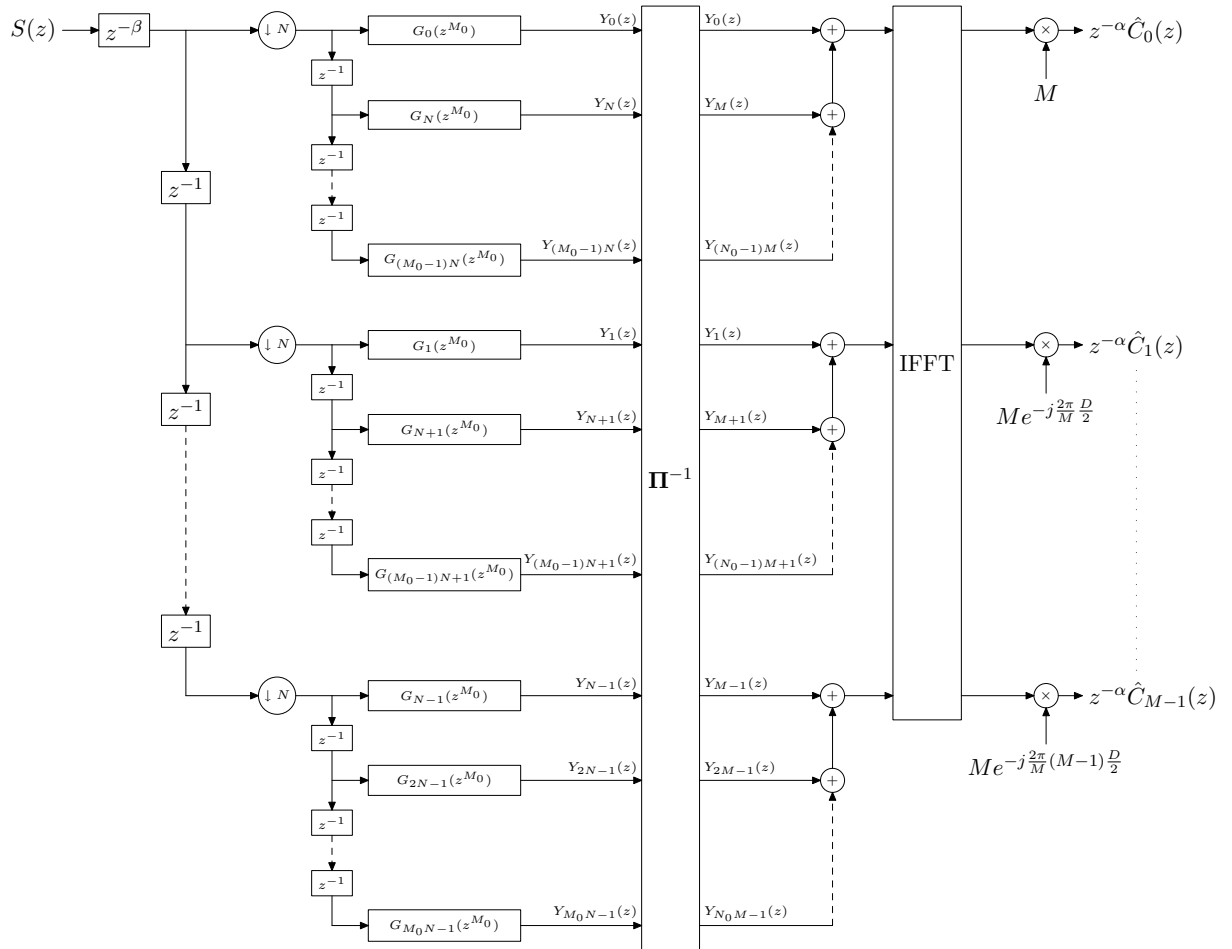 S(z) z^{-β} ↓ N G_0(z^{M_0}) Y_0(z) Y_0(z) + × z^{-α}Ĉ_0(z)
z^{-1} M
G_N(z^{M_0}) Y_N(z) Y_M(z) +
z^{-1}
z^{-1}
z^{-1}
G_{(M_0−1)N}(z^{M_0}) Y_{(M_0−1)N}(z) Y_{(N_0−1)M}(z)
↓ N G_1(z^{M_0}) Y_1(z) Y_1(z) + IFFT × z^{-α}Ĉ_1(z)
z^{-1} z^{-1} Me^{-j\frac{2π}{M}\frac{D}{2}}
G_{N+1}(z^{M_0}) Y_{N+1}(z) Y_{M+1}(z) +
z^{-1} Π^{-1}
z^{-1}
G_{(M_0−1)N+1}(z^{M_0}) Y_{(M_0−1)N+1}(z) Y_{(N_0−1)M+1}(z)
z^{-1}
↓ N G_{N−1}(z^{M_0}) Y_{N−1}(z) Y_{M−1}(z) + × z^{-α}Ĉ_{M−1}(z)
z^{-1} Me^{-j\frac{2π}{M}(M−1)\frac{D}{2}}
G_{2N−1}(z^{M_0}) Y_{2N−1}(z) Y_{2M−1}(z) +
z^{-1}
z^{-1}
G_{M_0N−1}(z^{M_0}) Y_{M_0N−1}(z) Y_{N_0M−1}(z)